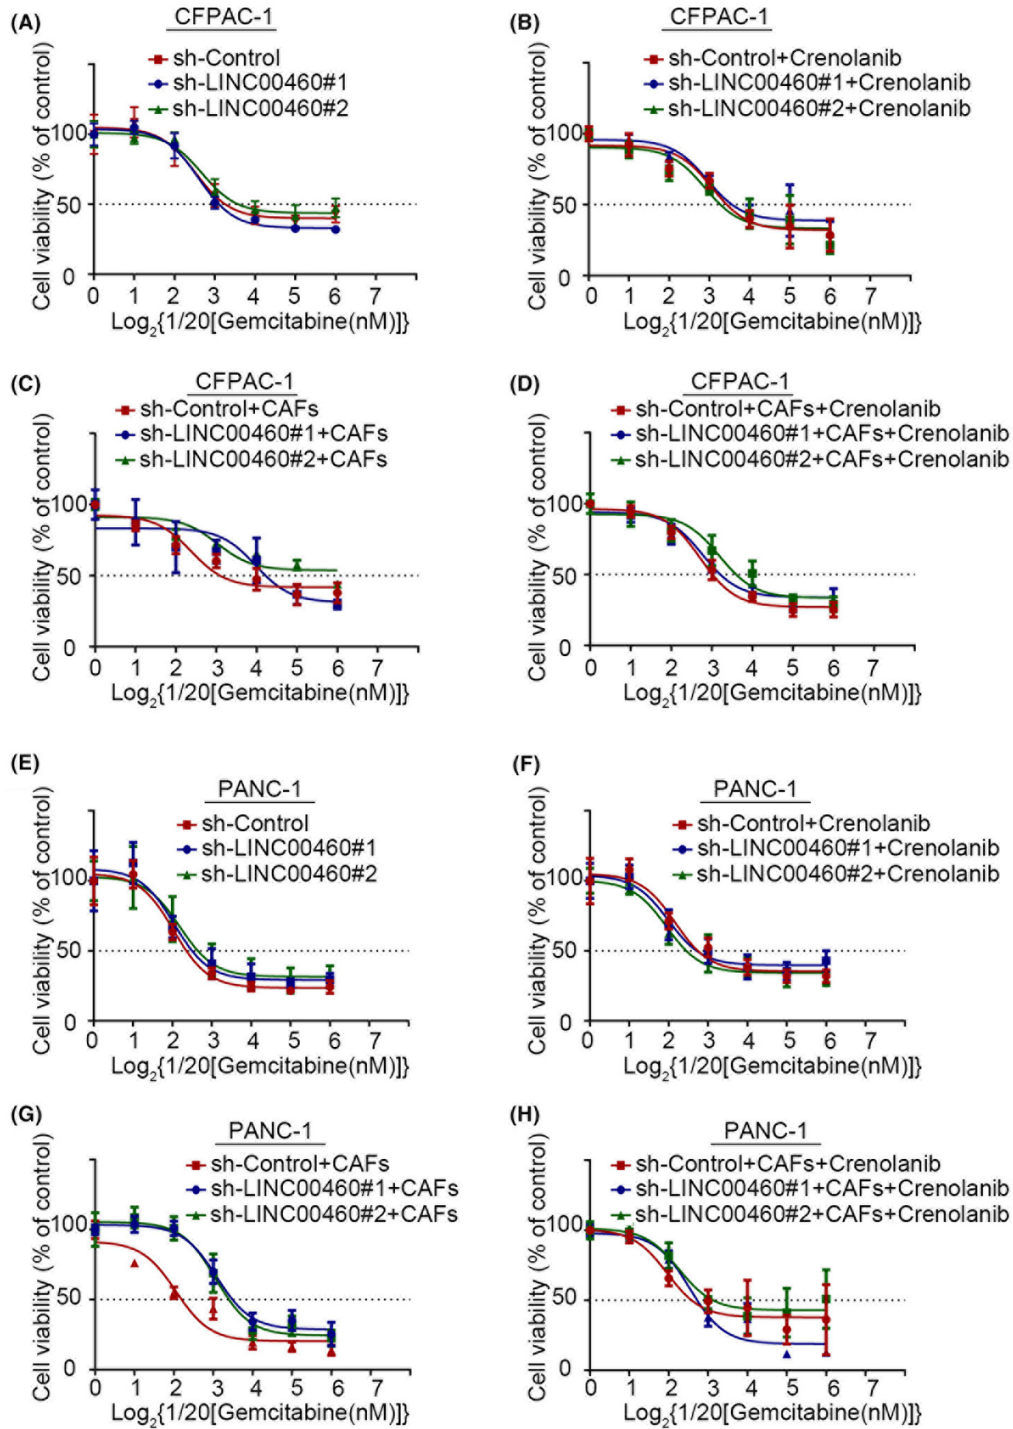 (A)
CFPAC-1
sh-Control
sh-LINC00460#1
sh-LINC00460#2
Cell viability (% of control)
100
50
0
0 1 2 3 4 5 6 7
Log2{1/20[Gemcitabine(nM)]}
(B)
CFPAC-1
sh-Control+Crenolanib
sh-LINC00460#1+Crenolanib
sh-LINC00460#2+Crenolanib
Cell viability (% of control)
100
50
0
0 1 2 3 4 5 6 7
Log2{1/20[Gemcitabine(nM)]}
(C)
CFPAC-1
sh-Control+CAFs
sh-LINC00460#1+CAFs
sh-LINC00460#2+CAFs
Cell viability (% of control)
100
50
0
0 1 2 3 4 5 6 7
Log2{1/20[Gemcitabine(nM)]}
(D)
CFPAC-1
sh-Control+CAFs+Crenolanib
sh-LINC00460#1+CAFs+Crenolanib
sh-LINC00460#2+CAFs+Crenolanib
Cell viability (% of control)
100
50
0
0 1 2 3 4 5 6 7
Log2{1/20[Gemcitabine(nM)]}
(E)
PANC-1
sh-Control
sh-LINC00460#1
sh-LINC00460#2
Cell viability (% of control)
100
50
0
0 1 2 3 4 5 6 7
Log2{1/20[Gemcitabine(nM)]}
(F)
PANC-1
sh-Control+Crenolanib
sh-LINC00460#1+Crenolanib
sh-LINC00460#2+Crenolanib
Cell viability (% of control)
100
50
0
0 1 2 3 4 5 6 7
Log2{1/20[Gemcitabine(nM)]}
(G)
PANC-1
sh-Control+CAFs
sh-LINC00460#1+CAFs
sh-LINC00460#2+CAFs
Cell viability (% of control)
100
50
0
0 1 2 3 4 5 6 7
Log2{1/20[Gemcitabine(nM)]}
(H)
PANC-1
sh-Control+CAFs+Crenolanib
sh-LINC00460#1+CAFs+Crenolanib
sh-LINC00460#2+CAFs+Crenolanib
Cell viability (% of control)
100
50
0
0 1 2 3 4 5 6 7
Log2{1/20[Gemcitabine(nM)]}